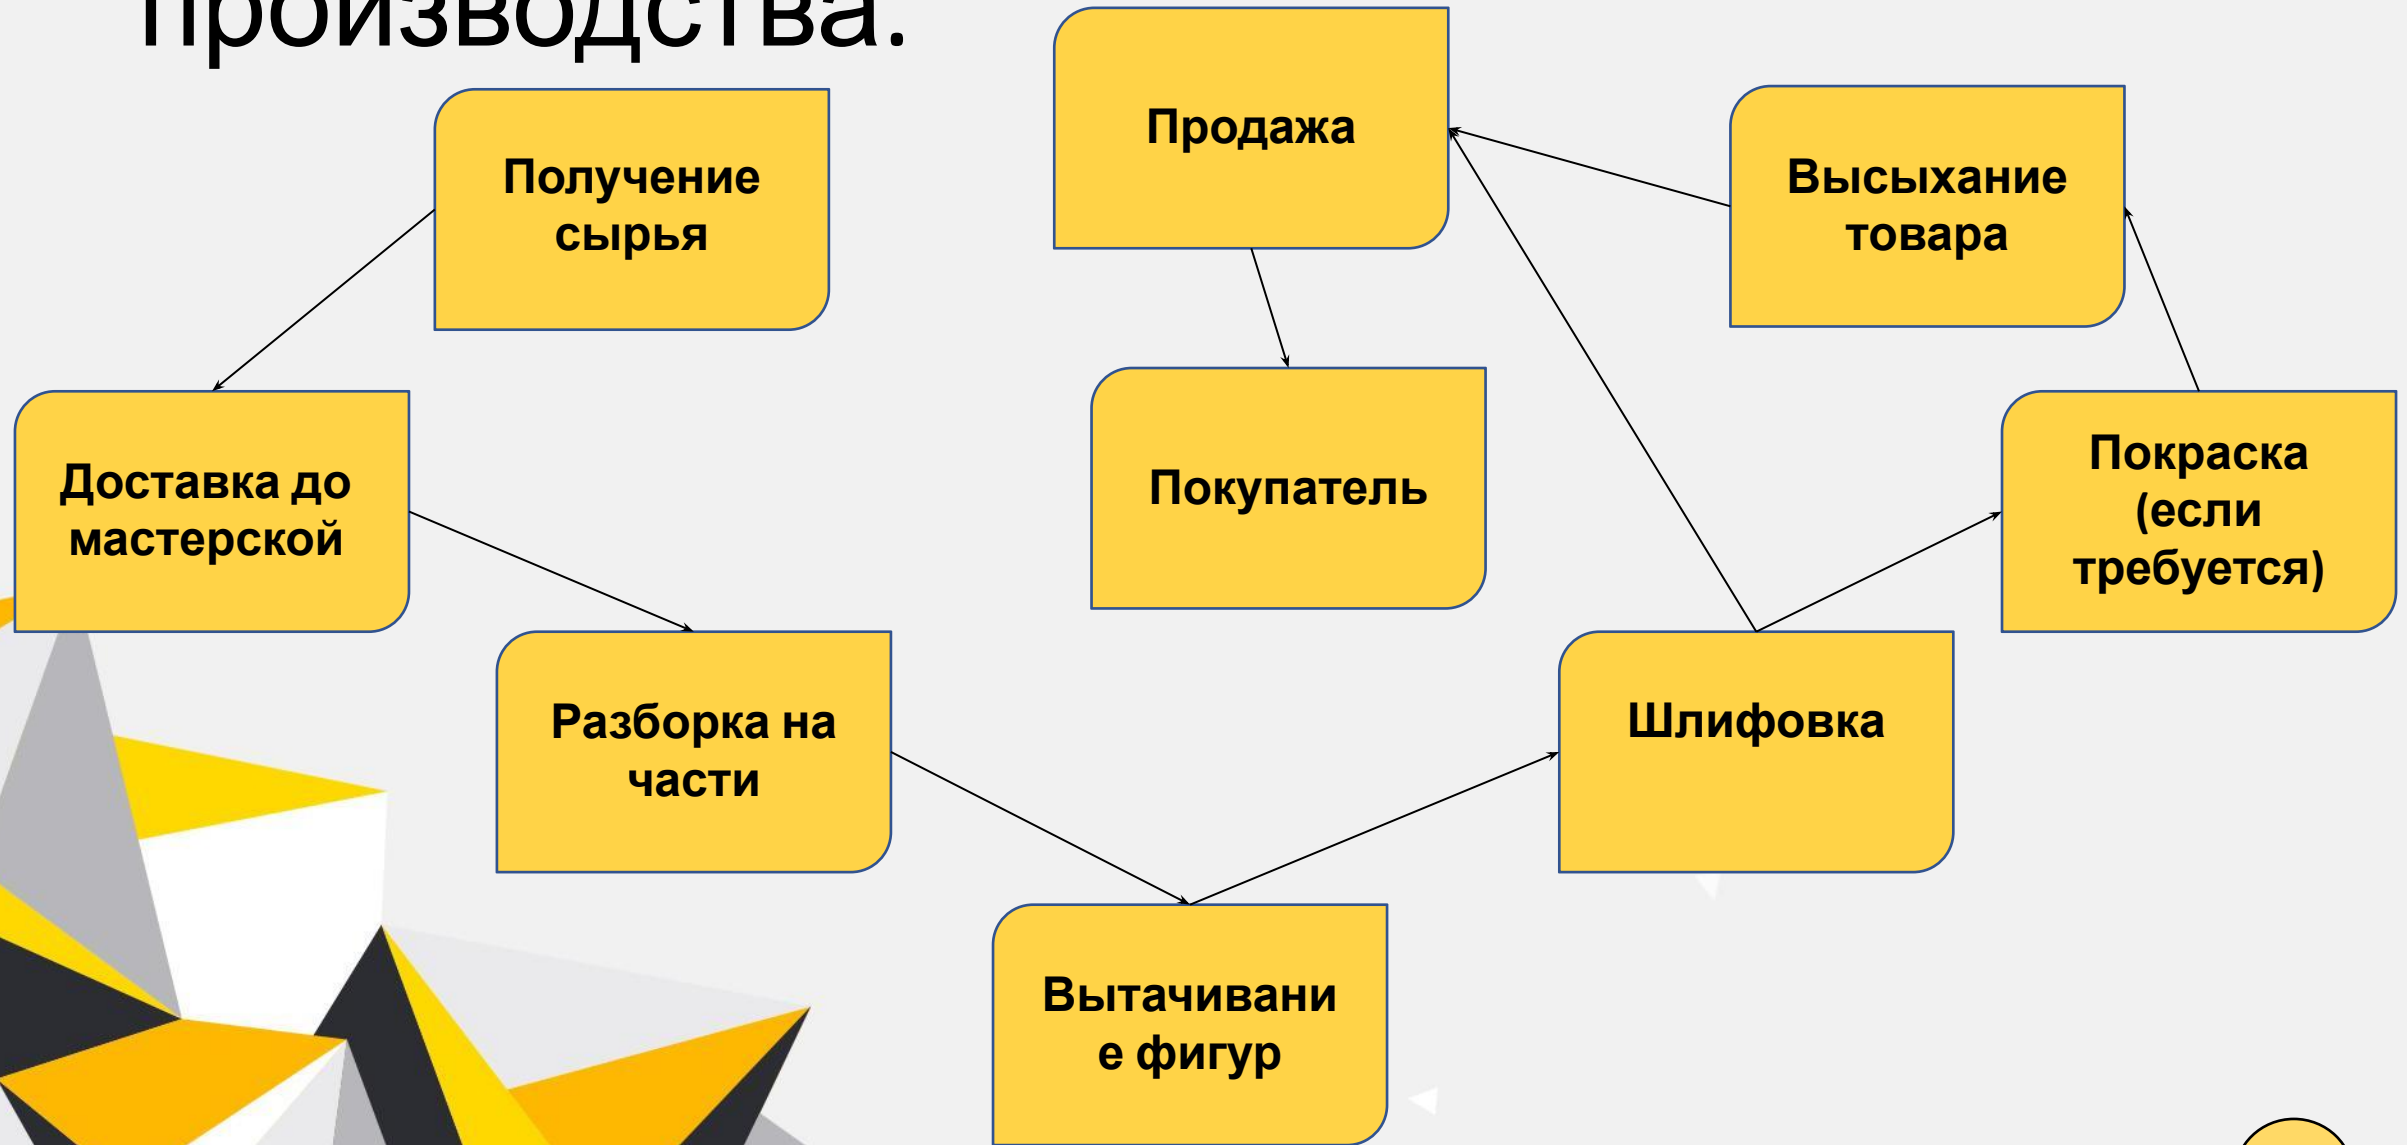 производства.
Получение
сырья
Продажа
Высыхание
товара
Доставка до
мастерской
Покупатель
Покраска
(если
требуется)
Разборка на
части
Шлифовка
Вытачивани
е фигур